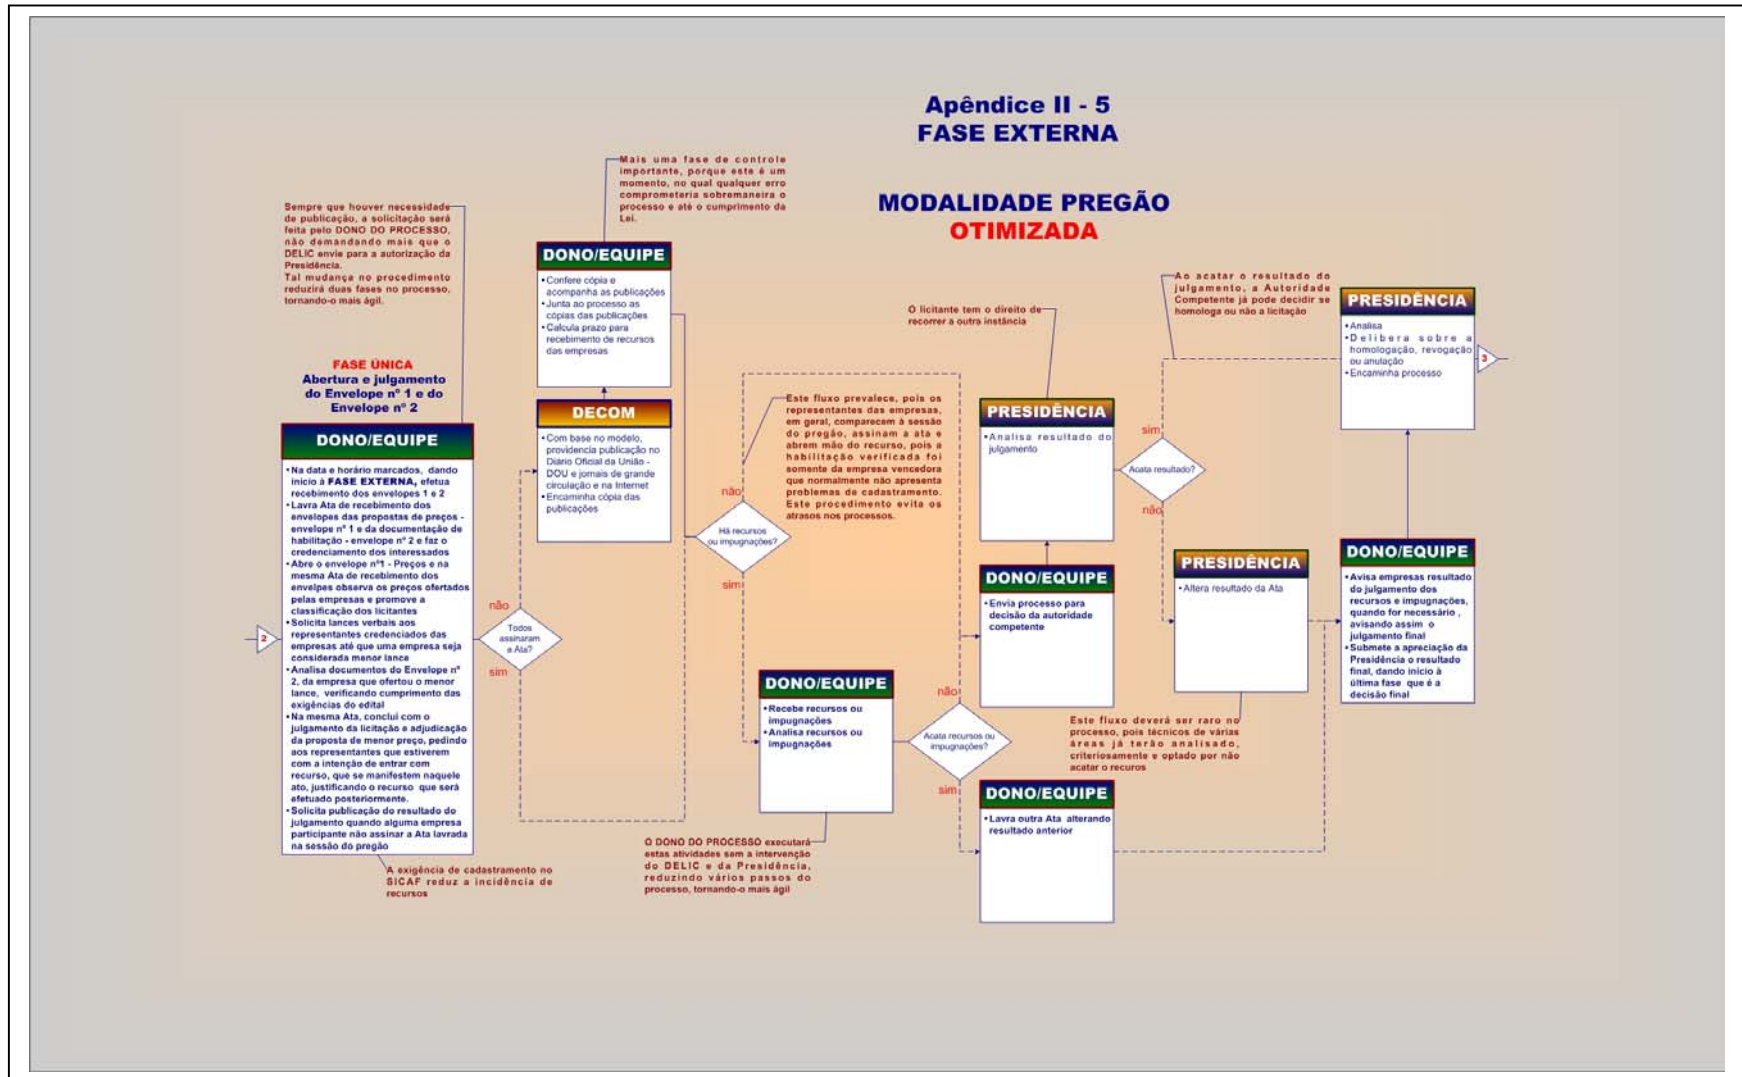 Apêndice II - 5
FASE EXTERNA
MODALIDADE PREGÃO
OTIMIZADA
Sempre que houver necessidade
de publicação, a solicitação será
feita pelo DONO DO PROCESSO,
não demandando mais que o
DELIC envie para a autorização da
Presidência.
Tal mudança no procedimento
reduzirá duas fases no processo,
tornando-o mais ágil.
FASE ÚNICA
Abertura e julgamento
do Envelope nº 1 e do
Envelope nº 2
2
DONO/EQUIPE
• Na data e horário marcados, dando
início à FASE EXTERNA, efetua
recebimento dos envelopes 1 e 2
• Lavra Ata de recebimento dos
envelopes das propostas de preços -
envelope nº 1 e da documentação de
habilitação - envelope nº 2 e faz o
credenciamento dos interessados
• Abre o envelope nº1 - Preços e na
mesma Ata de recebimento dos
envelpes observa os preços ofertados
pelas empresas e promove a
classificação dos licitantes
• Solicita lances verbais aos
representantes credenciados das
empresas até que uma empresa seja
considerada menor lance
• Analisa documentos do Envelope nº
2, da empresa que ofertou o menor
lance, verificando cumprimento das
exigências do edital
• Na mesma Ata, conclui com o
julgamento da licitação e adjudicação
da proposta de menor preço, pedindo
aos representantes que estiverem
com a intenção de entrar com
recurso, que se manifestem naquele
ato, justificando o recurso que será
efetuado posteriormente.
• Solicita publicação do resultado do
julgamento quando alguma empresa
participante não assinar a Ata lavrada
na sessão do pregão
A exigência de cadastramento no
SICAF reduz a incidência de
recursos
não
Todos
assinaram
a Ata?
sim
Mais uma fase de controle
importante, porque este é um
momento, no qual qualquer erro
comprometeria sobremaneira o
processo e até o cumprimento da
Lei.
DONO/EQUIPE
• Confere cópia e
acompanha as publicações
• Junta ao processo as
cópias das publicações
• Calcula prazo para
recebimento de recursos
das empresas
DECOM
• Com base no modelo,
providencia publicação no
Diário Oficial da União -
DOU e jornais de grande
circulação e na Internet
• Encaminha cópia das
publicações
não
Há recursos
ou impugnações?
sim
Este fluxo prevalece, pois os
representantes das empresas,
em geral, comparecem à sessão
do pregão, assinam a ata e
abrem mão do recurso, pois a
habilitação verificada foi
somente da empresa vencedora
que normalmente não apresenta
problemas de cadastramento.
Este procedimento evita os
atrasos nos processos.
DONO/EQUIPE
• Recebe recursos ou
impugnações
• Analisa recursos ou
impugnações
O DONO DO PROCESSO executará
estas atividades sem a intervenção
do DELIC e da Presidência,
reduzindo vários passos do
processo, tornando-o mais ágil
não
Acata recursos ou
impugnações?
sim
O licitante tem o direito de
recorrer a outra instância
PRESIDÊNCIA
• Analisa resultado do
julgamento
DONO/EQUIPE
• Envia processo para
decisão da autoridade
competente
DONO/EQUIPE
• Lavra outra Ata alterando
resultado anterior
Ao acatar o resultado do
julgamento, a Autoridade
Competente já pode decidir se
homologa ou não a licitação
sim
Acata resultado?
não
PRESIDÊNCIA
• Altera resultado da Ata
Este fluxo deverá ser raro no
processo, pois técnicos de várias
áreas já terão analisado,
criteriosamente e optado por não
acatar o recuros
PRESIDÊNCIA
• Analisa
• Delibera sobre a
homologação, revogação
ou anulação
• Encaminha processo
3
DONO/EQUIPE
• Avisa empresas resultado
do julgamento dos
recursos e impugnações,
quando for necessário ,
avisando assim o
julgamento final
• Submete a apreciação da
Presidência o resultado
final, dando início à
última fase que é a
decisão final